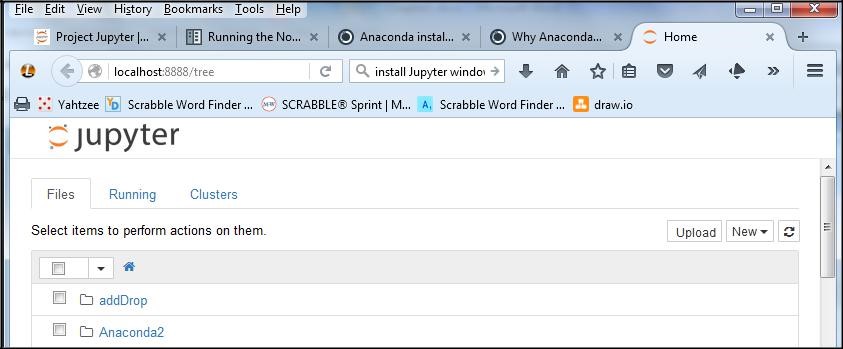 File Edit View History Bookmarks Tools Help
Project Jupyter |... Running the No... Anaconda instal... Why Anaconda... Home
localhost:8888/tree install Jupyter window
Yahtzee YD Scrabble Word Finder ... M-W SCRABBLE® Sprint | M... A, Scrabble Word Finder ... draw.io
jupyter
Files Running Clusters
Select items to perform actions on them. Upload New
addDrop
Anaconda2